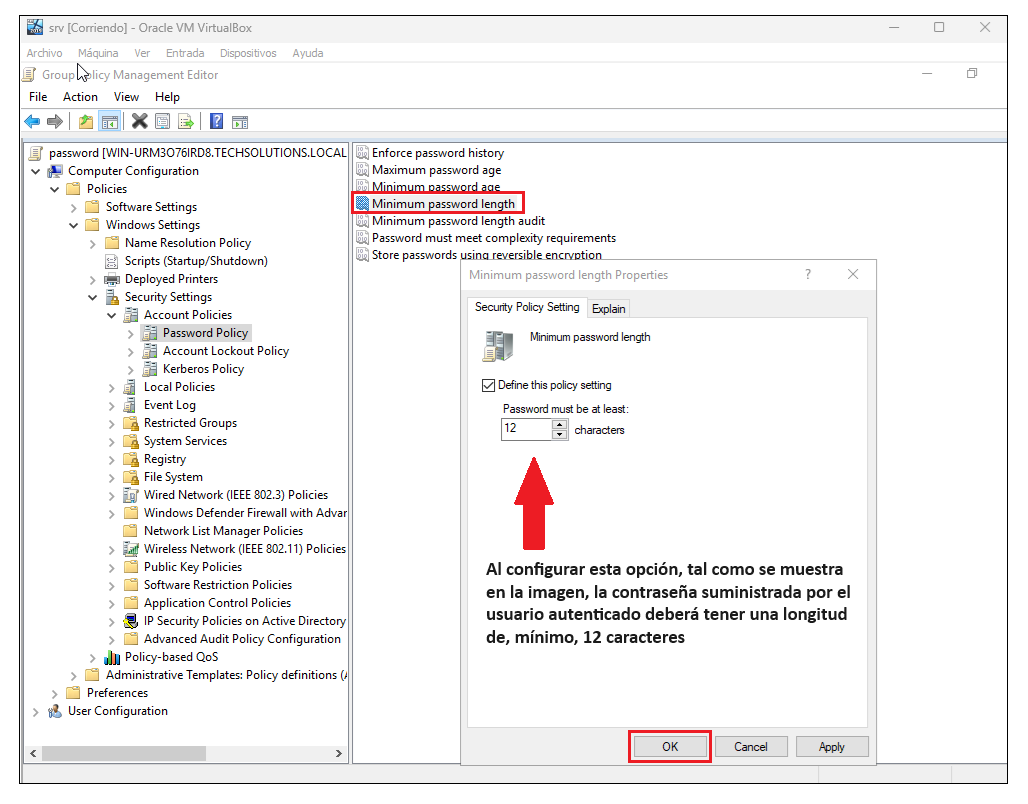 srv [Corriendo] - Oracle VM VirtualBox
Archivo Máquina Ver Entrada Dispositivos Ayuda
Group Policy Management Editor
File Action View Help
password [WIN-URM3O76IRD8.TECHSOLUTIONS.LOCAL
Computer Configuration
Policies
Software Settings
Windows Settings
Name Resolution Policy
Scripts (Startup/Shutdown)
Deployed Printers
Security Settings
Account Policies
Password Policy
Account Lockout Policy
Kerberos Policy
Local Policies
Event Log
Restricted Groups
System Services
Registry
File System
Wired Network (IEEE 802.3) Policies
Windows Defender Firewall with Advar
Network List Manager Policies
Wireless Network (IEEE 802.11) Policies
Public Key Policies
Software Restriction Policies
Application Control Policies
IP Security Policies on Active Directory
Advanced Audit Policy Configuration
Policy-based QoS
Administrative Templates: Policy definitions (A
Preferences
User Configuration
Enforce password history
Maximum password age
Minimum password age
Minimum password length
Minimum password length audit
Password must meet complexity requirements
Store passwords using reversible encryption
Minimum password length Properties
Security Policy Setting Explain
Minimum password length
Define this policy setting
Password must be at least:
12 characters
Al configurar esta opción, tal como se muestra
en la imagen, la contraseña suministrada por el
usuario autenticado deberá tener una longitud
de, mínimo, 12 caracteres
OK Cancel Apply